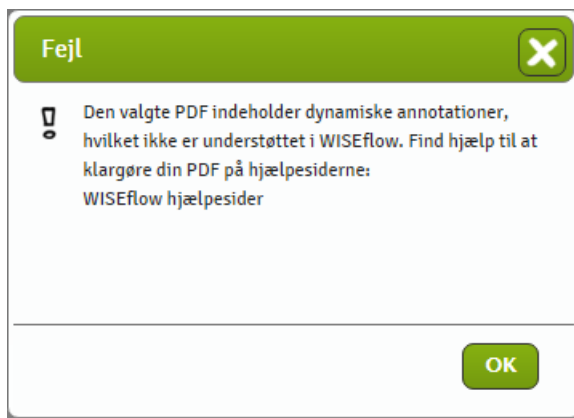 Fejl
Den valgte PDF indeholder dynamiske annotationer,
hvilket ikke er understøttet i WISEflow. Find hjælp til at
klargøre din PDF på hjælpesiderne:
WISEflow hjælpesider
OK